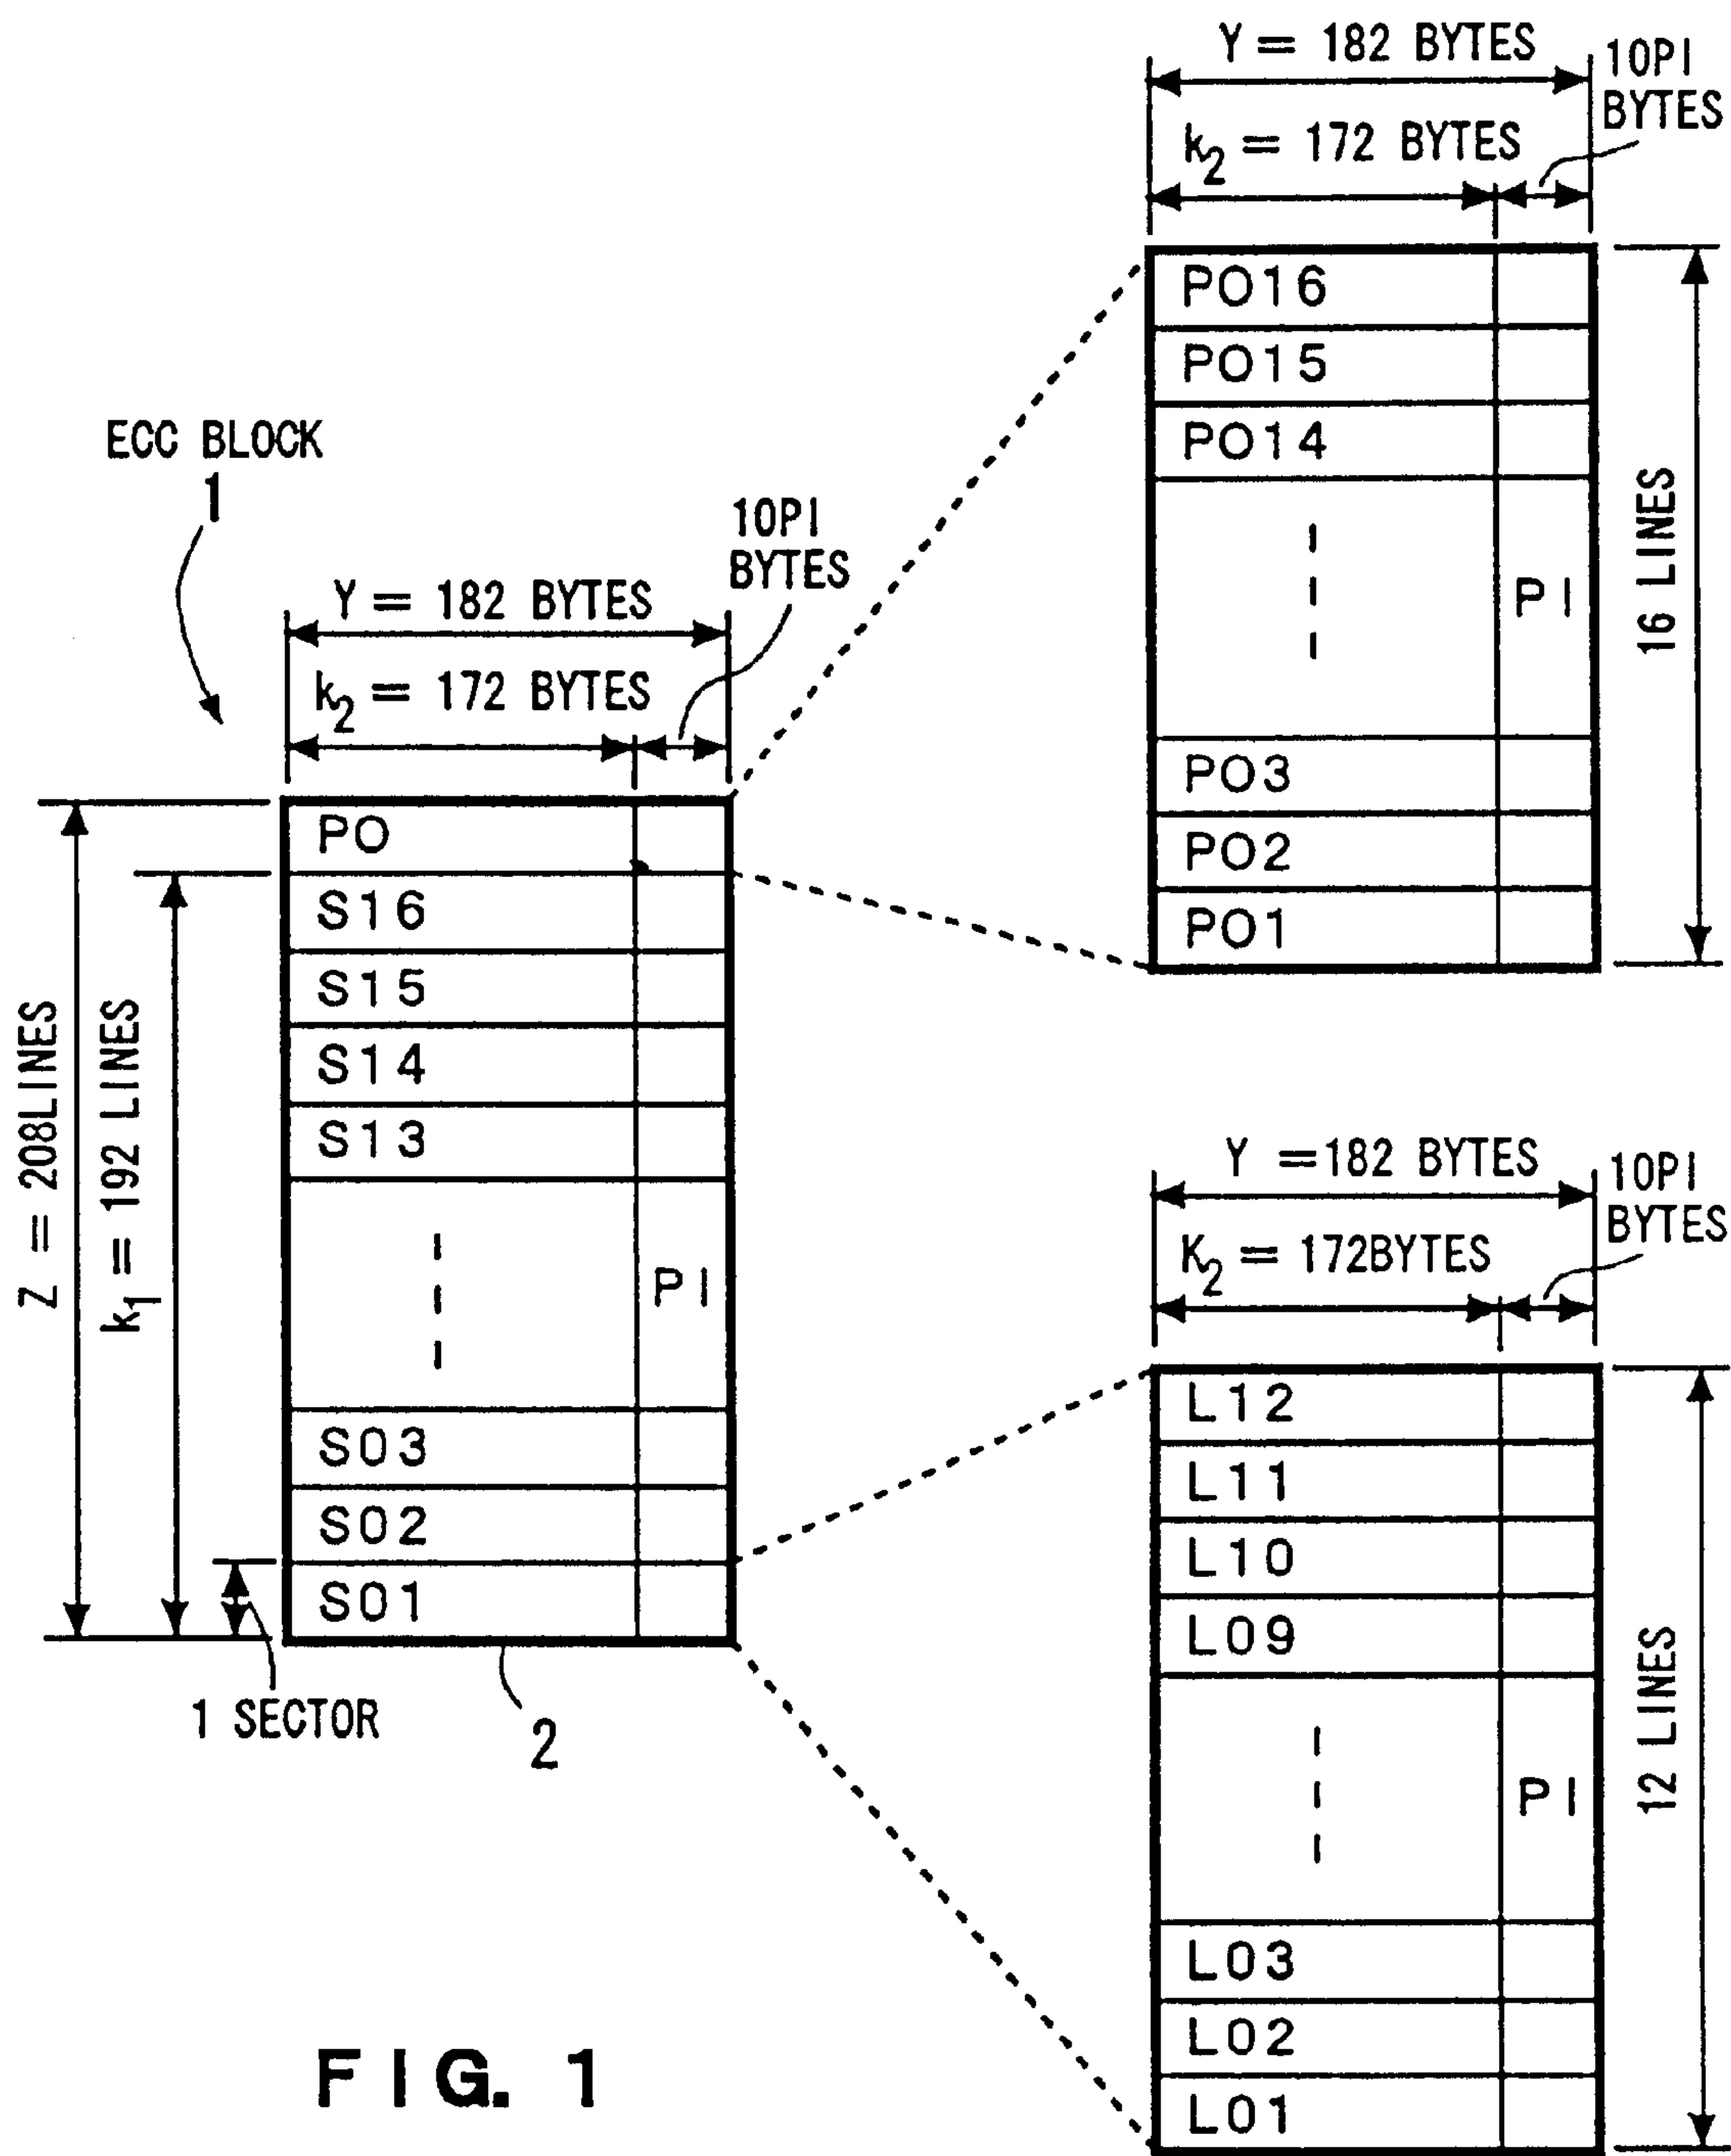 Y = 182 BYTES
10PI
BYTES
k2 = 172 BYTES
PO16
PO15
PO14
PI
PO3
PO2
PO1
16 LINES
ECC BLOCK
1
10PI
BYTES
Y = 182 BYTES
k2 = 172 BYTES
PO
S16
S15
S14
S13
PI
S03
S02
S01
Z = 208LINES
k1 = 192 LINES
1 SECTOR
2
Y =182 BYTES
10PI
BYTES
K2 = 172BYTES
L12
L11
L10
L09
PI
L03
L02
L01
12 LINES
FIG. 1